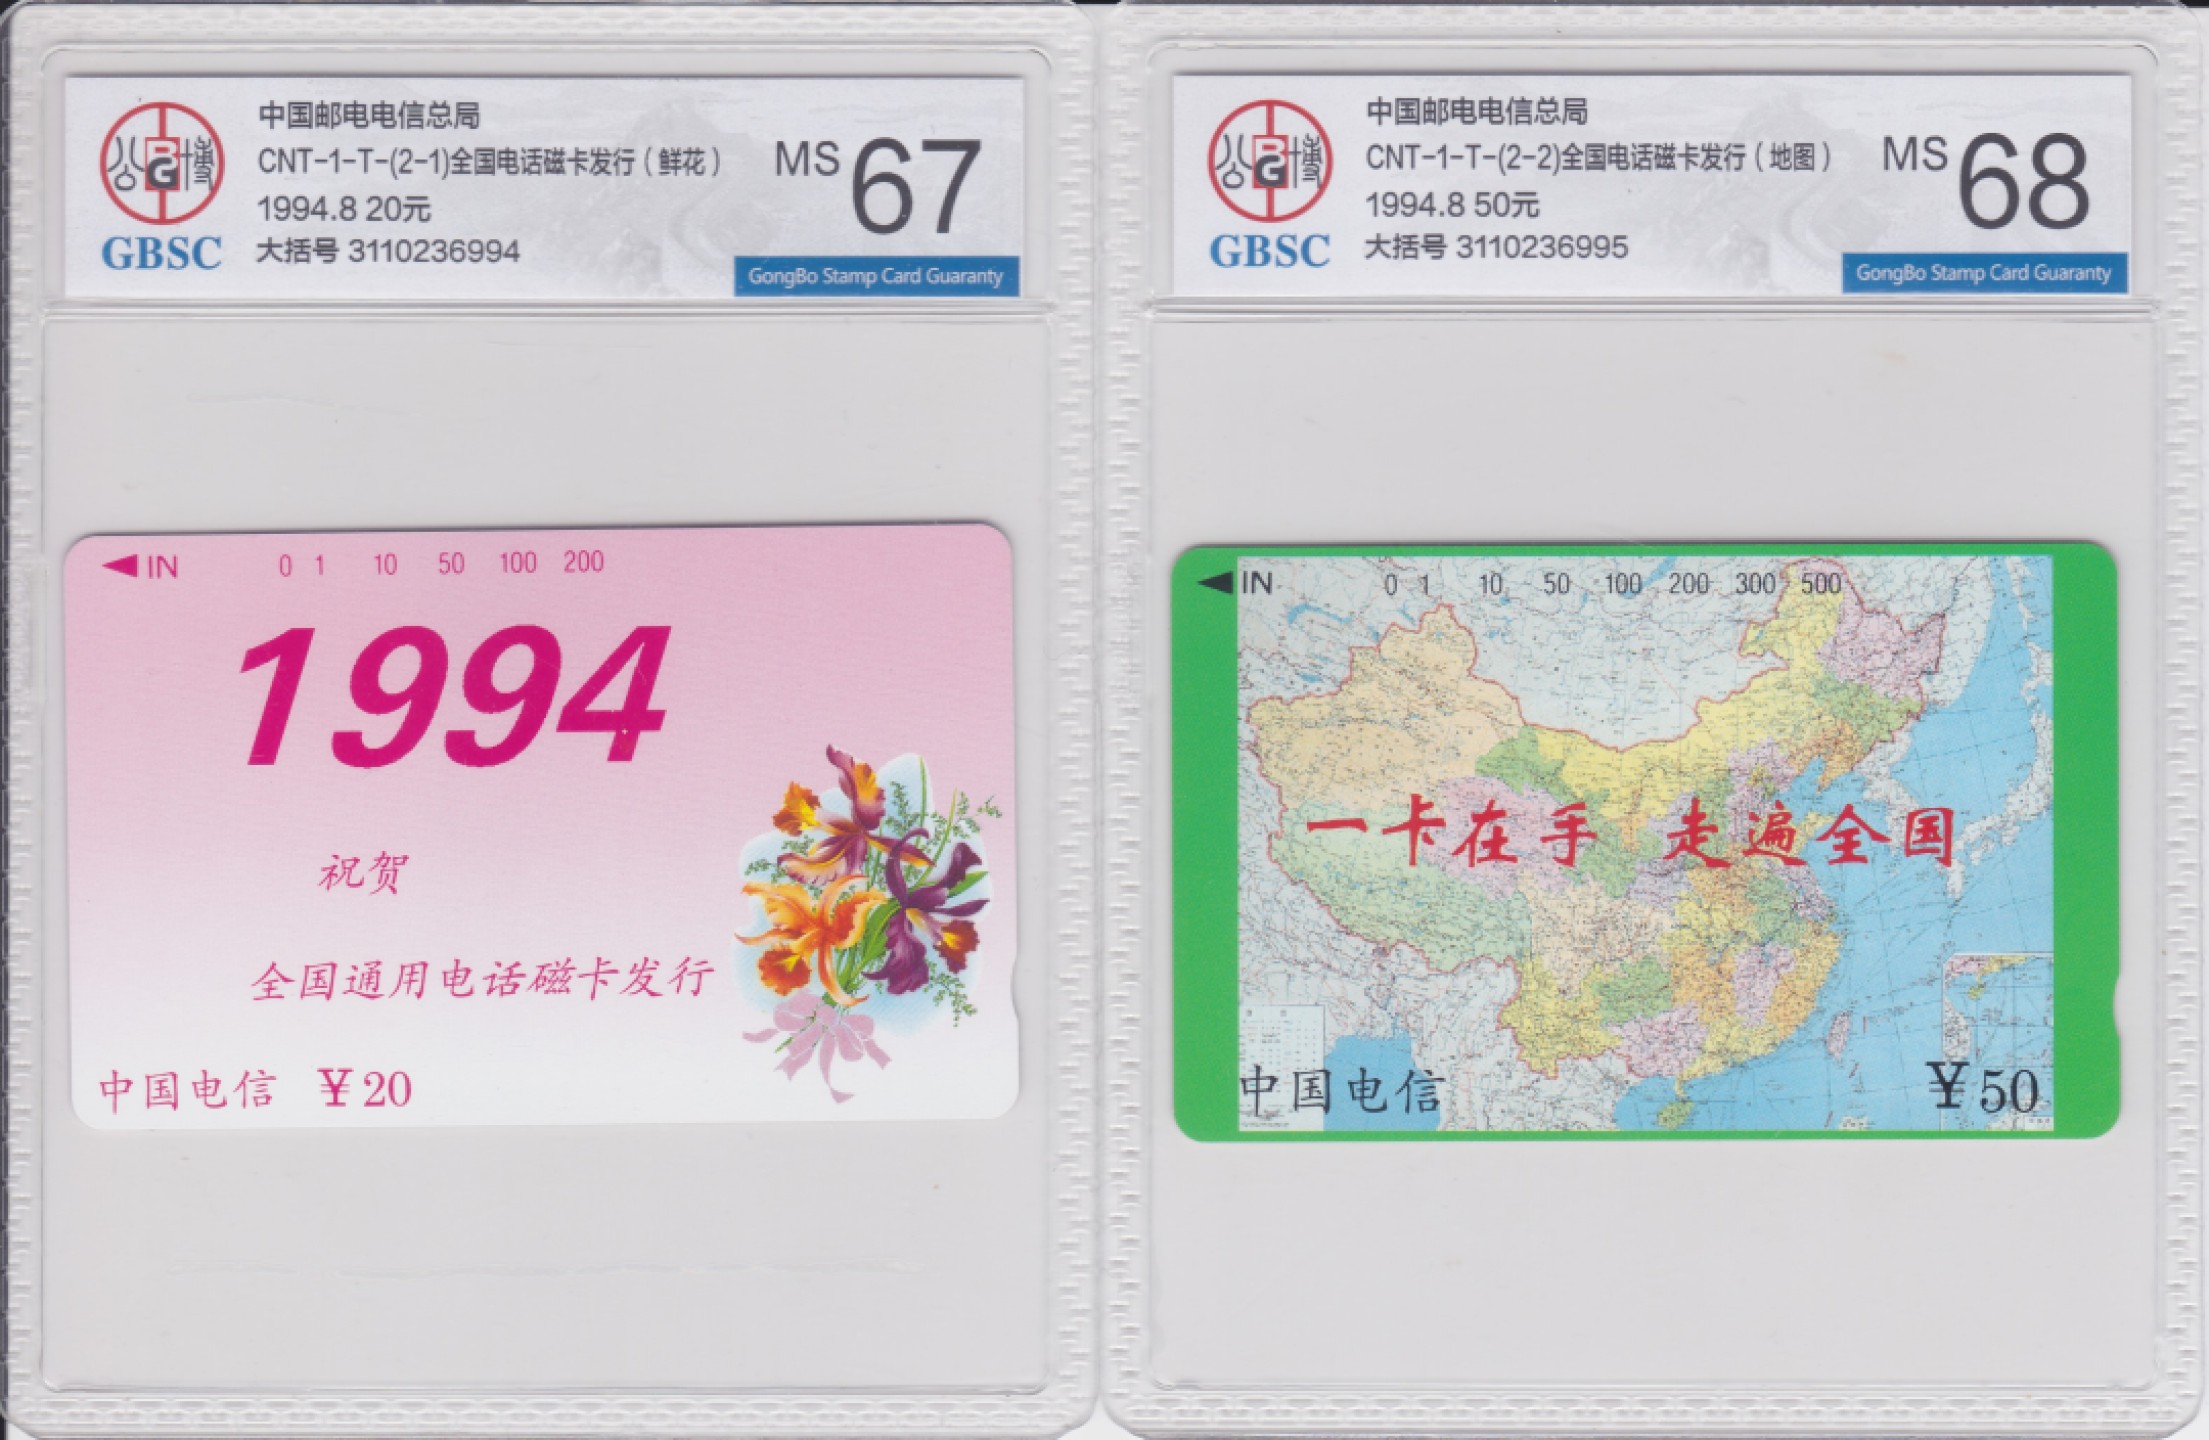 公博
BG
GBSC
中国邮电电信总局
CNT-1-T-(2-1)全国电话磁卡发行（鲜花）
1994.8 20元
大括号 3110236994
MS 67
GongBo Stamp Card Guaranty
IN 0 1 10 50 100 200
1994
祝贺
全国通用电话磁卡发行
中国电信 ¥20
公博
BG
GBSC
中国邮电电信总局
CNT-1-T-(2-2)全国电话磁卡发行（地图）
1994.8 50元
大括号 3110236995
MS 68
GongBo Stamp Card Guaranty
IN 0 1 10 50 100 200 300 500
一卡在手 走遍全国
中国电信 ¥50